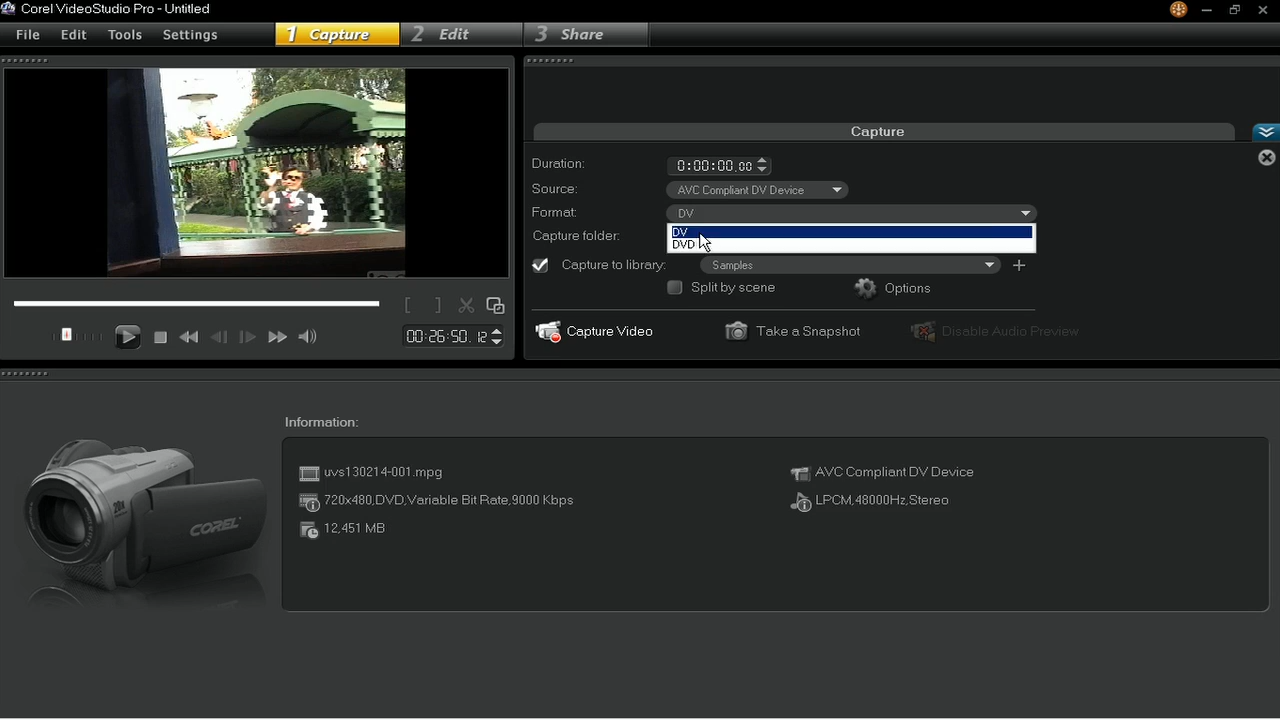 Corel VideoStudio Pro - Untitled
File Edit Tools Settings 1 Capture 2 Edit 3 Share
Capture
Duration: 0:00:00.00
Source: AVC Compliant DV Device
Format: DV
DV
Capture folder:
DVD
Capture to library: Samples
Split by scene Options
00:26:50.12
Capture Video Take a Snapshot Disable Audio Preview
Information:
uvs130214-001.mpg AVC Compliant DV Device
720x480,DVD,Variable Bit Rate,9000 Kbps LPCM,48000Hz,Stereo
12,451 MB
20x
COREL